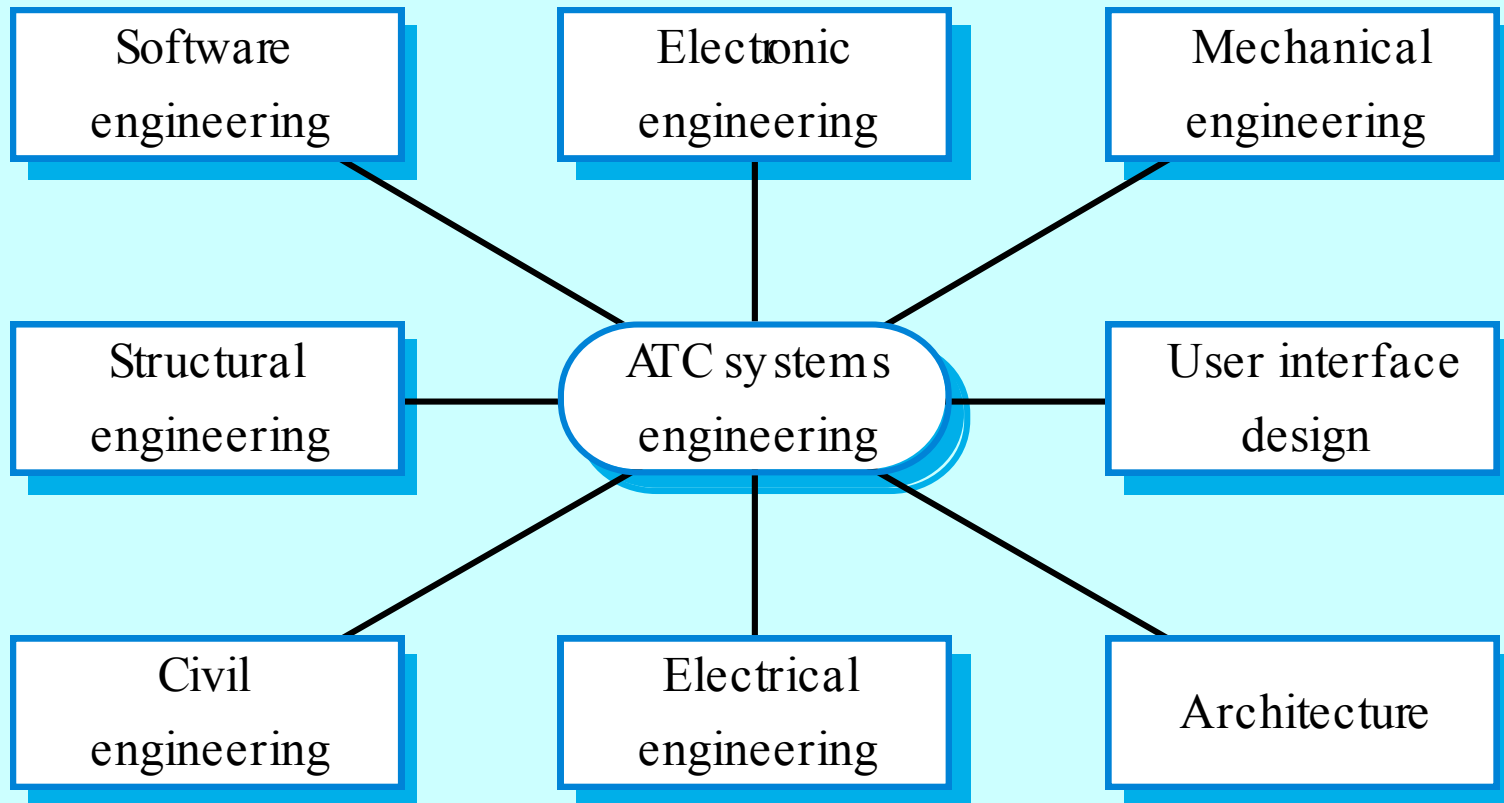 Software
engineering
Electronic
engineering
Mechanical
engineering
Structural
engineering
ATC systems
engineering
User interface
design
Civil
engineering
Electrical
engineering
Architecture